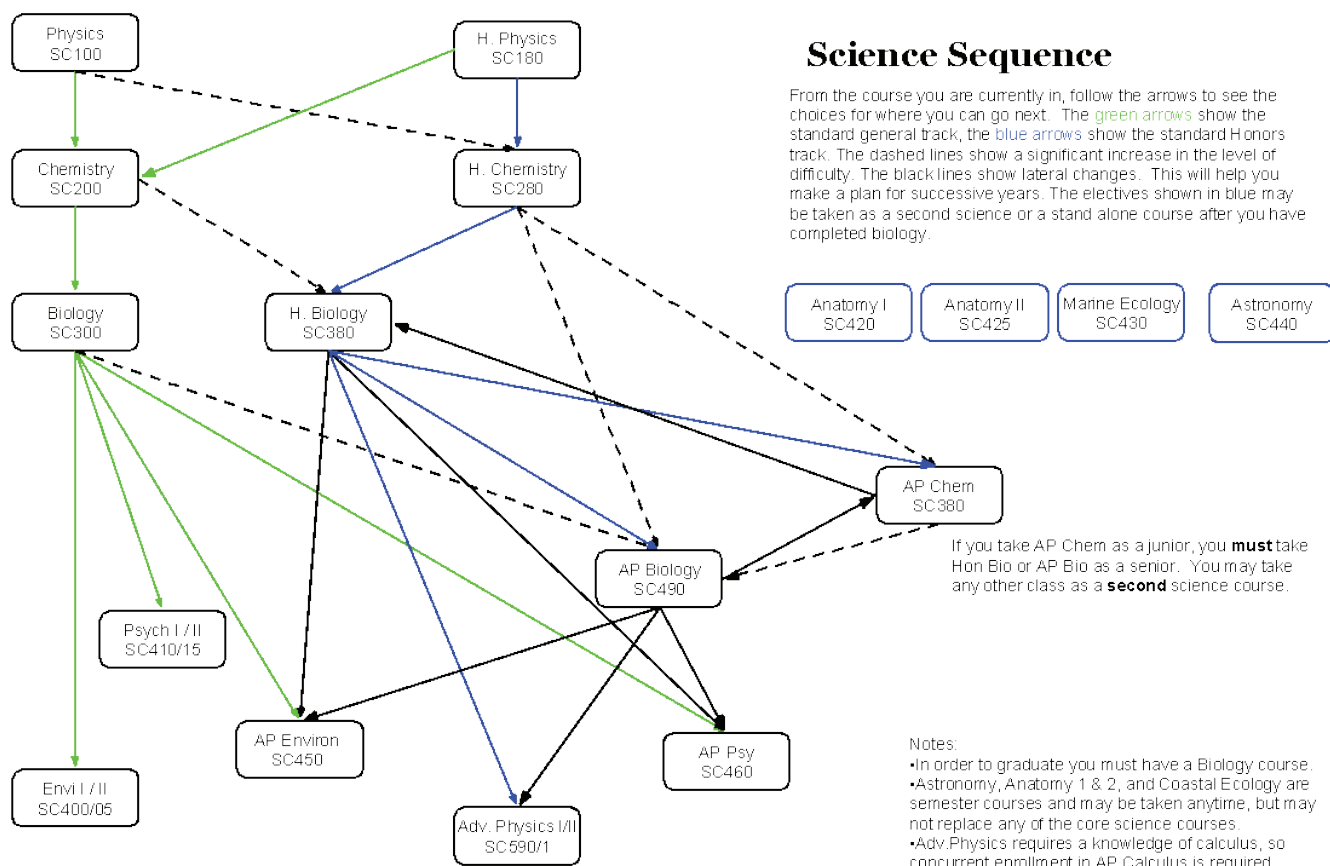 Physics
SC100
H. Physics
SC180
Science Sequence
From the course you are currently in, follow the arrows to see the
choices for where you can go next. The green arrows show the
standard general track, the blue arrows show the standard Honors
track. The dashed lines show a significant increase in the level of
difficulty. The black lines show lateral changes. This will help you
make a plan for successive years. The electives shown in blue may
be taken as a second science or a stand alone course after you have
completed biology.
Chemistry
SC200
H. Chemistry
SC280
Biology
SC300
H. Biology
SC380
Anatomy I
SC420
Anatomy II
SC425
Marine Ecology
SC430
Astronomy
SC440
AP Chem
SC380
If you take AP Chem as a junior, you must take
Hon Bio or AP Bio as a senior. You may take
any other class as a second science course.
AP Biology
SC490
Psych I / II
SC410/15
AP Environ
SC450
AP Psy
SC460
Envi I / II
SC400/05
Adv. Physics I/II
SC590/1
Notes:
•In order to graduate you must have a Biology course.
•Astronomy, Anatomy 1 & 2, and Coastal Ecology are
semester courses and may be taken anytime, but may
not replace any of the core science courses.
•Adv.Physics requires a knowledge of calculus, so
concurrent enrollment in AP Calculus is required